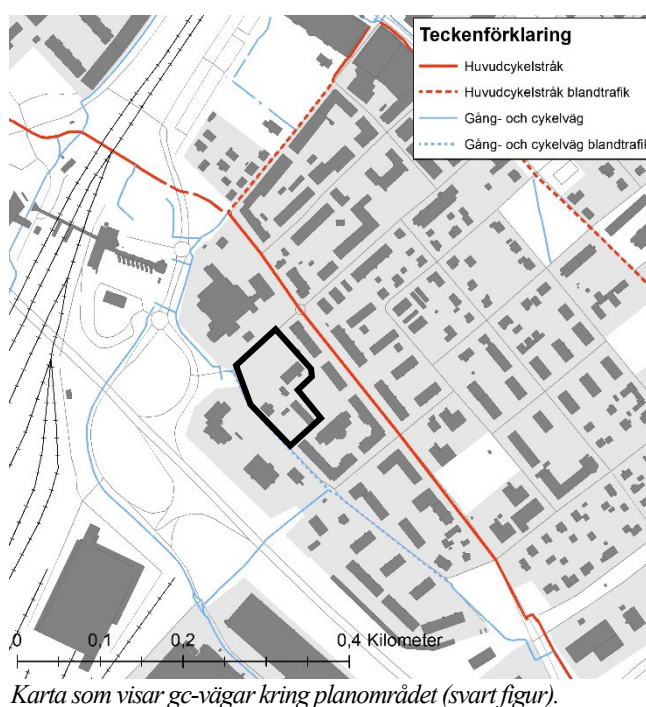 Teckenförklaring
Huvudcykelstråk
Huvudcykelstråk blandtrafik
Gång- och cykelväg
Gång- och cykelväg blandtrafik
0 0.1 0.2 0,4 Kilometer
Karta som visar gc-vägar kring planområdet (svart figur).